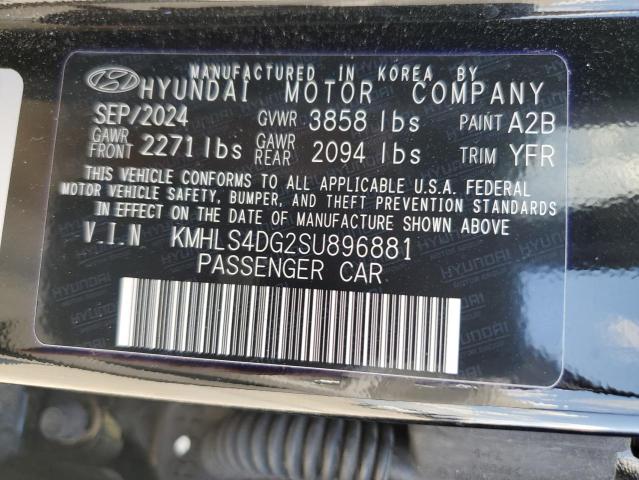 MANUFACTURED IN KOREA BY
HYUNDAI MOTOR COMPANY
SEP/2024 GVWR 3858 lbs PAINT A2B
GAWR FRONT 2271 lbs GAWR REAR 2094 lbs TRIM YFR
THIS VEHICLE CONFORMS TO ALL APPLICABLE U.S.A. FEDERAL
MOTOR VEHICLE SAFETY, BUMPER, AND THEFT PREVENTION STANDARDS
IN EFFECT ON THE DATE OF MANUFACTURE SHOWN ABOVE
V.I.N KMHLS4DG2SU896881
PASSENGER CAR